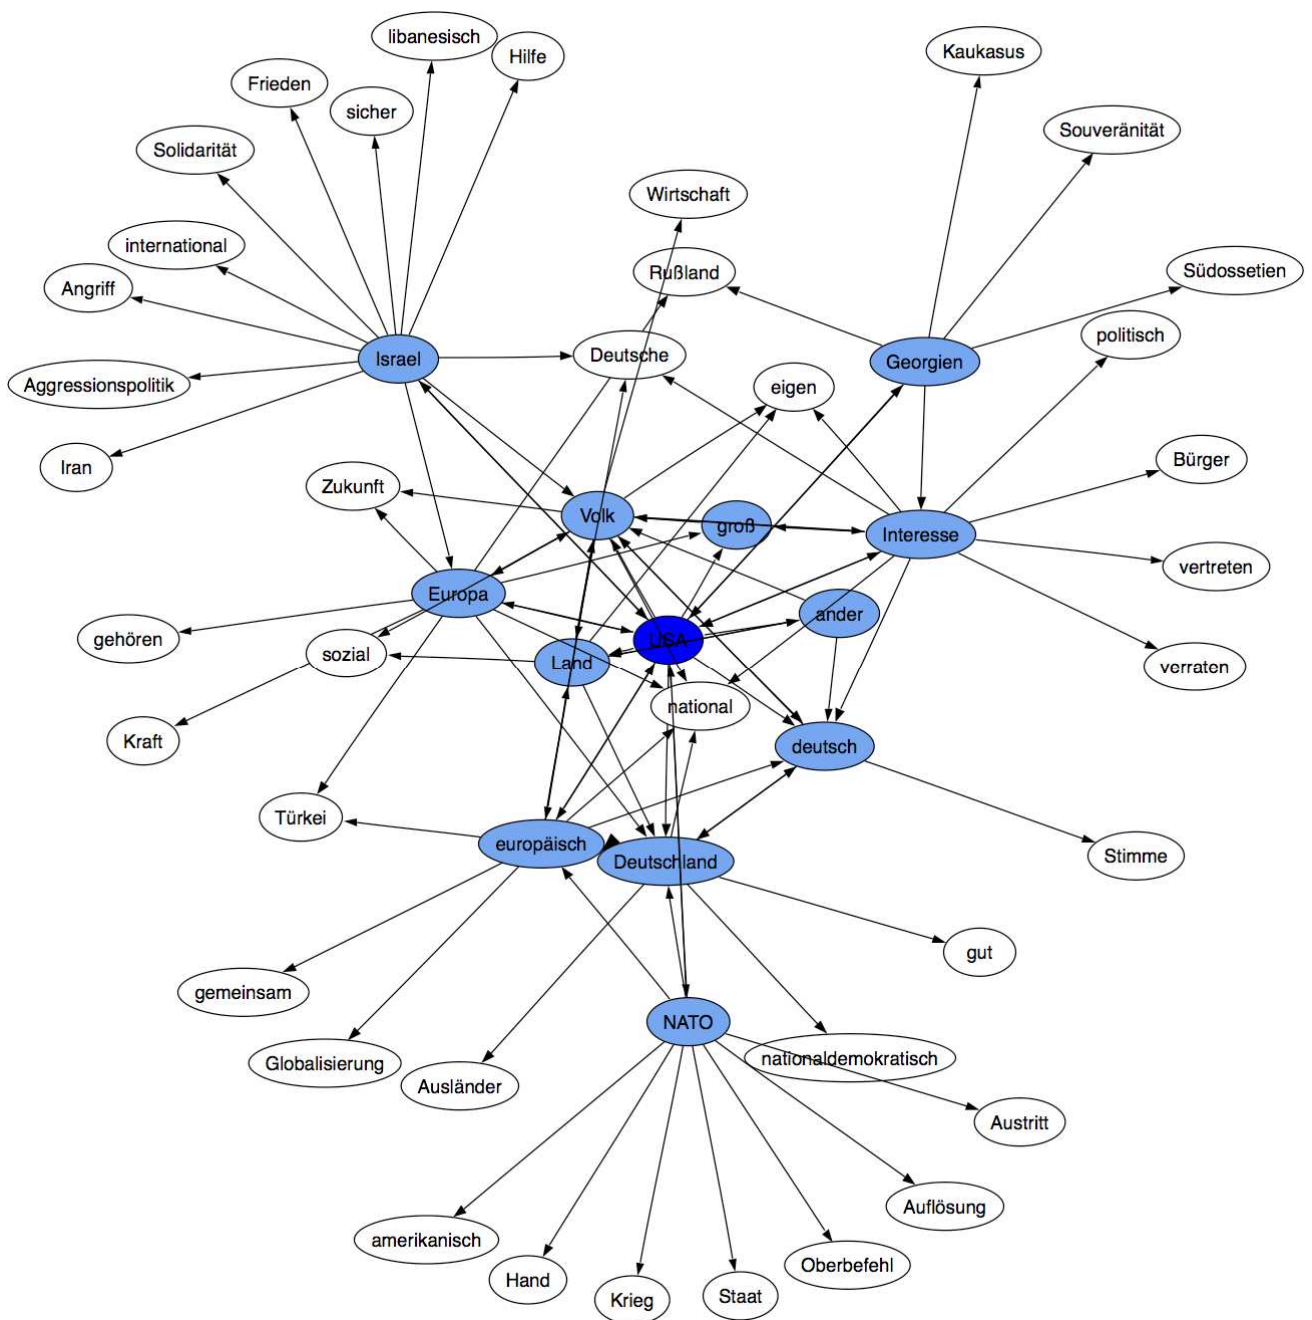 libanesisch
Hilfe
Kaukasus
Frieden
sicher
Souveränität
Solidarität
Wirtschaft
international
Rußland
Südossetien
Angriff
politisch
Deutsche
Israel
Georgien
Aggressionspolitik
eigen
Iran
Bürger
Zukunft
Volk
groß
Interesse
vertreten
Europa
ander
gehören
USA
sozial
Land
verraten
national
Kraft
deutsch
Türkei
europäisch
Deutschland
Stimme
gut
gemeinsam
NATO
nationaldemokratisch
Globalisierung
Ausländer
Austritt
Auflösung
amerikanisch
Oberbefehl
Hand
Staat
Krieg